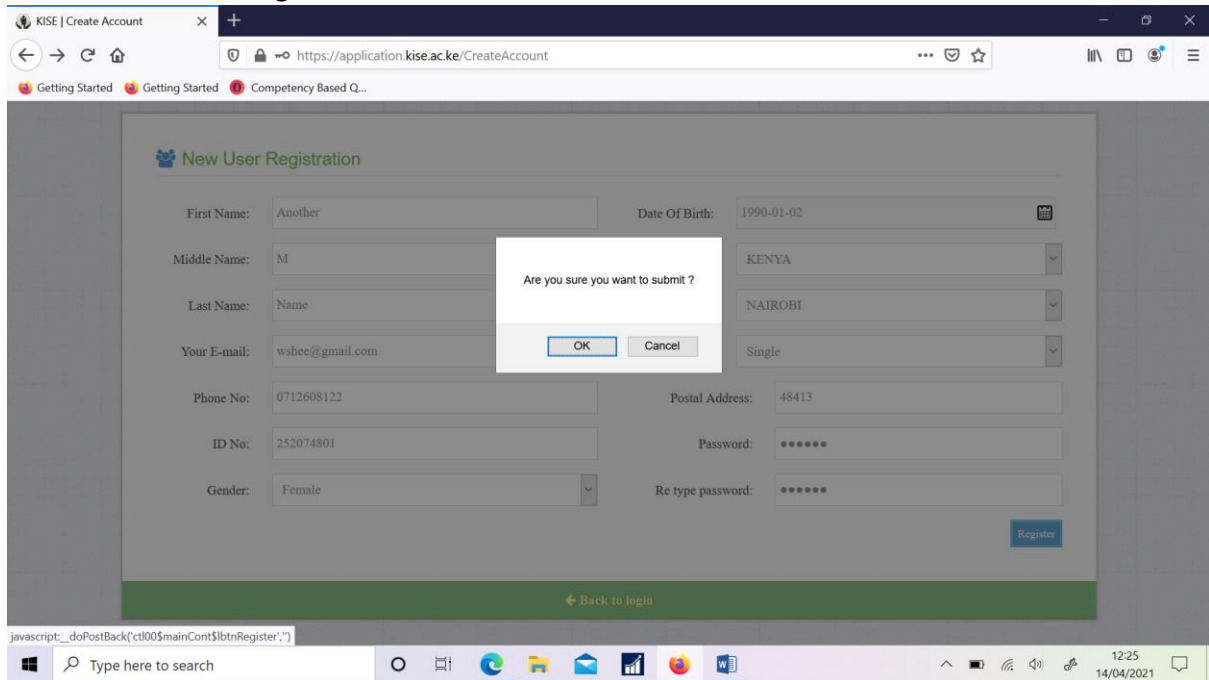 KISE | Create Account
https://application.kise.ac.ke/CreateAccount
Getting Started Getting Started Competency Based Q...
New User Registration
First Name: Another Date Of Birth: 1990-01-02
Middle Name: M KENYA
Are you sure you want to submit ?
Last Name: Name NAIROBI
OK Cancel
Your E-mail: wshee@gmail.com Single
Phone No: 0712608122 Postal Address: 48413
ID No: 252074801 Password: ●●●●●●
Gender: Female Re type password: ●●●●●●
Register
Back to login
javascript:__doPostBack('ctl00$mainCont$lbtnRegister','')
Type here to search
12:25
14/04/2021